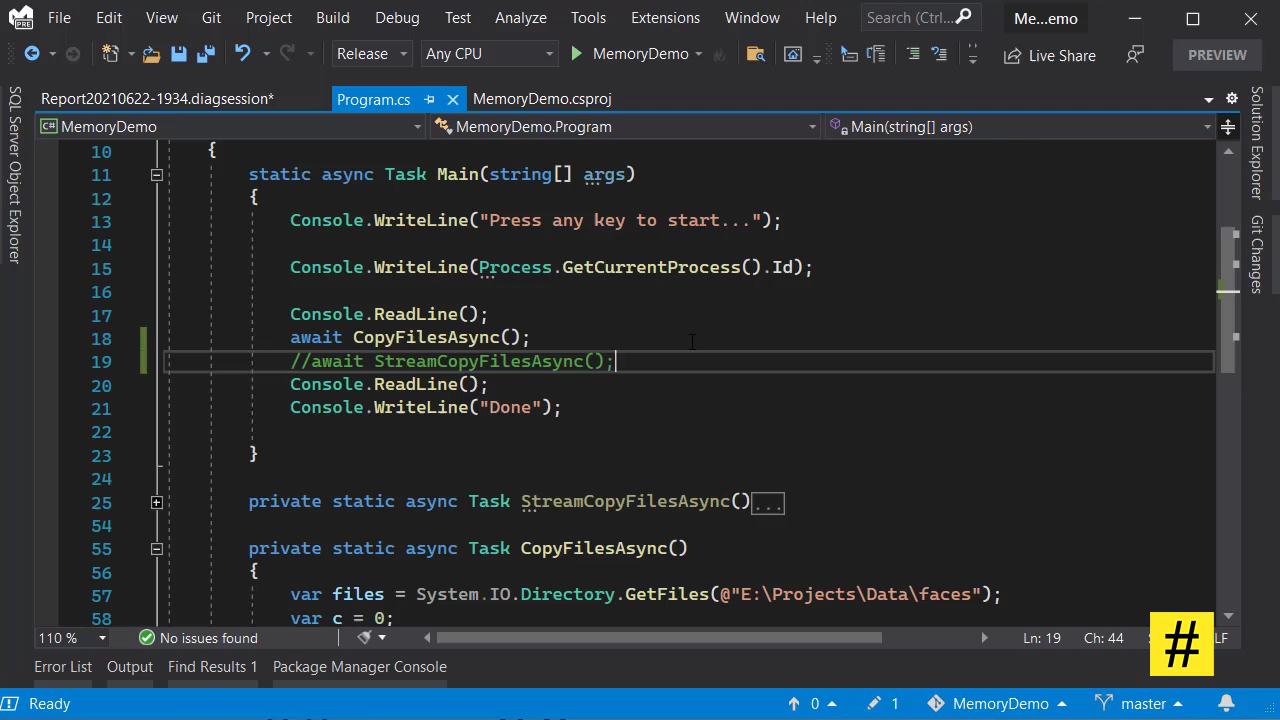 File Edit View Git Project Build Debug Test Analyze Tools Extensions Window Help Search (Ctrl... Me...emo
PRE
Release Any CPU MemoryDemo Live Share PREVIEW
Report20210622-1934.diagsession* Program.cs MemoryDemo.csproj
SQL Server Object Explorer
C# MemoryDemo MemoryDemo.Program Main(string[] args)
10 {
11 static async Task Main(string[] args)
12 {
13 Console.WriteLine("Press any key to start...");
14
15 Console.WriteLine(Process.GetCurrentProcess().Id);
16
17 Console.ReadLine();
18 await CopyFilesAsync();
19 //await StreamCopyFilesAsync();
20 Console.ReadLine();
21 Console.WriteLine("Done");
22
23 }
24
25 private static async Task StreamCopyFilesAsync()...
54
55 private static async Task CopyFilesAsync()
56 {
57 var files = System.IO.Directory.GetFiles(@"E:\Projects\Data\faces");
58 var c = 0;
Solution Explorer
Git Changes
110 % No issues found Ln: 19 Ch: 44 LF
#
Error List Output Find Results 1 Package Manager Console
Ready 0 1 MemoryDemo master